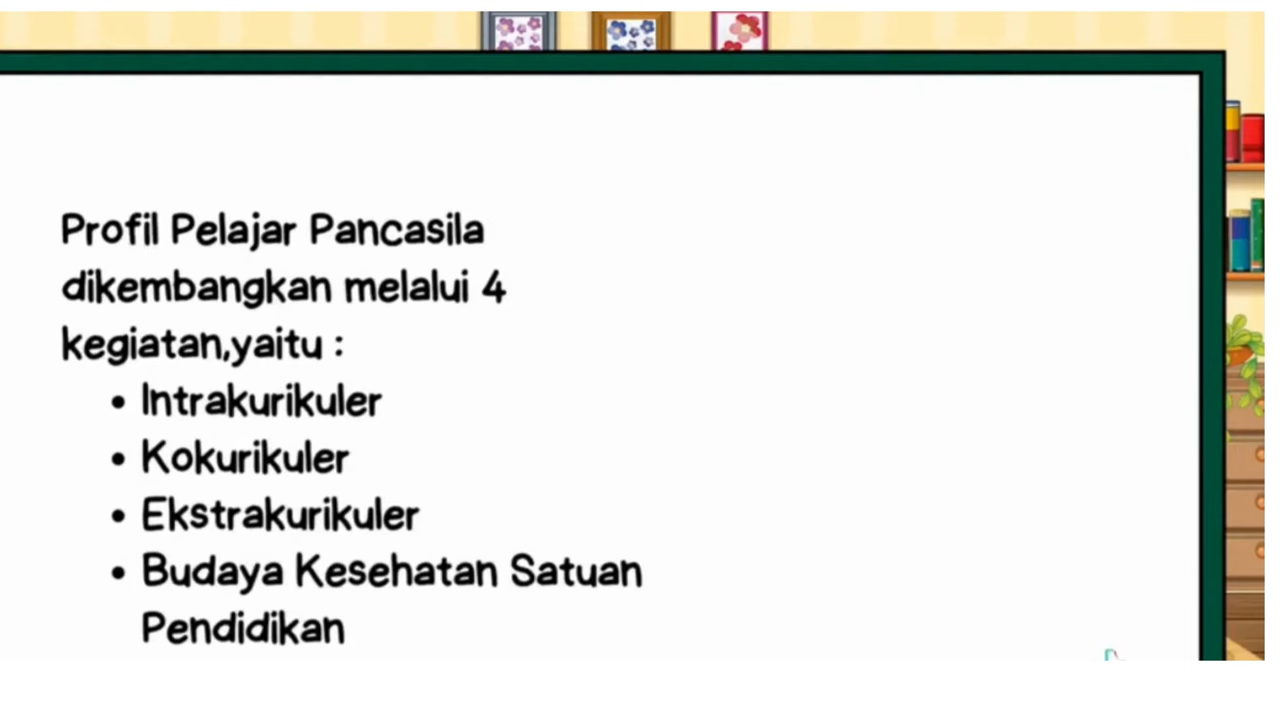 Profil Pelajar Pancasila
dikembangkan melalui 4
kegiatan,yaitu :
• Intrakurikuler
• Kokurikuler
• Ekstrakurikuler
• Budaya Kesehatan Satuan
Pendidikan